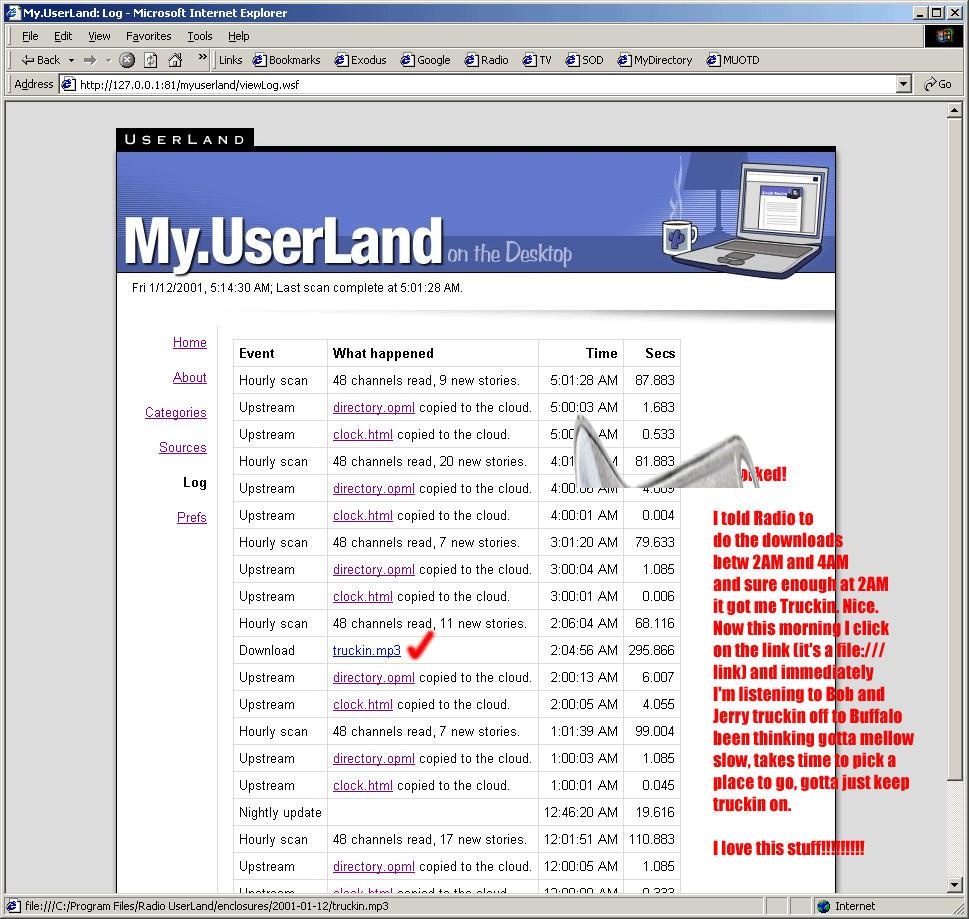 My.UserLand: Log - Microsoft Internet Explorer
File Edit View Favorites Tools Help
Back » Links Bookmarks Exodus Google Radio TV SOD MyDirectory MUOTD
Address http://127.0.0.1:81/myuserland/viewLog.wsf Go
USERLAND
My.UserLand on the Desktop
Fri 1/12/2001, 5:14:30 AM; Last scan complete at 5:01:28 AM.
Home
About
Categories
Sources
Log
Prefs
Event What happened Time Secs
Hourly scan 48 channels read, 9 new stories. 5:01:28 AM 87.883
Upstream directory.opml copied to the cloud. 5:00:03 AM 1.683
Upstream clock.html copied to the cloud. 5:00 AM 0.533
Hourly scan 48 channels read, 20 new stories. 4:01 81.883
Upstream directory.opml copied to the cloud. 4:00 AM 4.009
Upstream clock.html copied to the cloud. 4:00:01 AM 0.004
Hourly scan 48 channels read, 7 new stories. 3:01:20 AM 79.633
Upstream directory.opml copied to the cloud. 3:00:04 AM 1.085
Upstream clock.html copied to the cloud. 3:00:01 AM 0.006
Hourly scan 48 channels read, 11 new stories. 2:06:04 AM 68.116
Download truckin.mp3 2:04:56 AM 295.866
Upstream directory.opml copied to the cloud. 2:00:13 AM 6.007
Upstream clock.html copied to the cloud. 2:00:05 AM 4.055
Hourly scan 48 channels read, 7 new stories. 1:01:39 AM 99.004
Upstream directory.opml copied to the cloud. 1:00:03 AM 1.085
Upstream clock.html copied to the cloud. 1:00:01 AM 0.045
Nightly update 12:46:20 AM 19.616
Hourly scan 48 channels read, 17 new stories. 12:01:51 AM 110.883
Upstream directory.opml copied to the cloud. 12:00:05 AM 1.085
Upstream clock.html copied to the cloud. 12:00:00 AM 0.333
orked!
I told Radio to
do the downloads
betw 2AM and 4AM
and sure enough at 2AM
it got me Truckin. Nice.
Now this morning I click
on the link (it's a file:///
link) and immediately
I'm listening to Bob and
Jerry truckin off to Buffalo
been thinking gotta mellow
slow, takes time to pick a
place to go, gotta just keep
truckin on.
I love this stuff!!!!!!!!!
file:///C:/Program Files/Radio UserLand/enclosures/2001-01-12/truckin.mp3 Internet